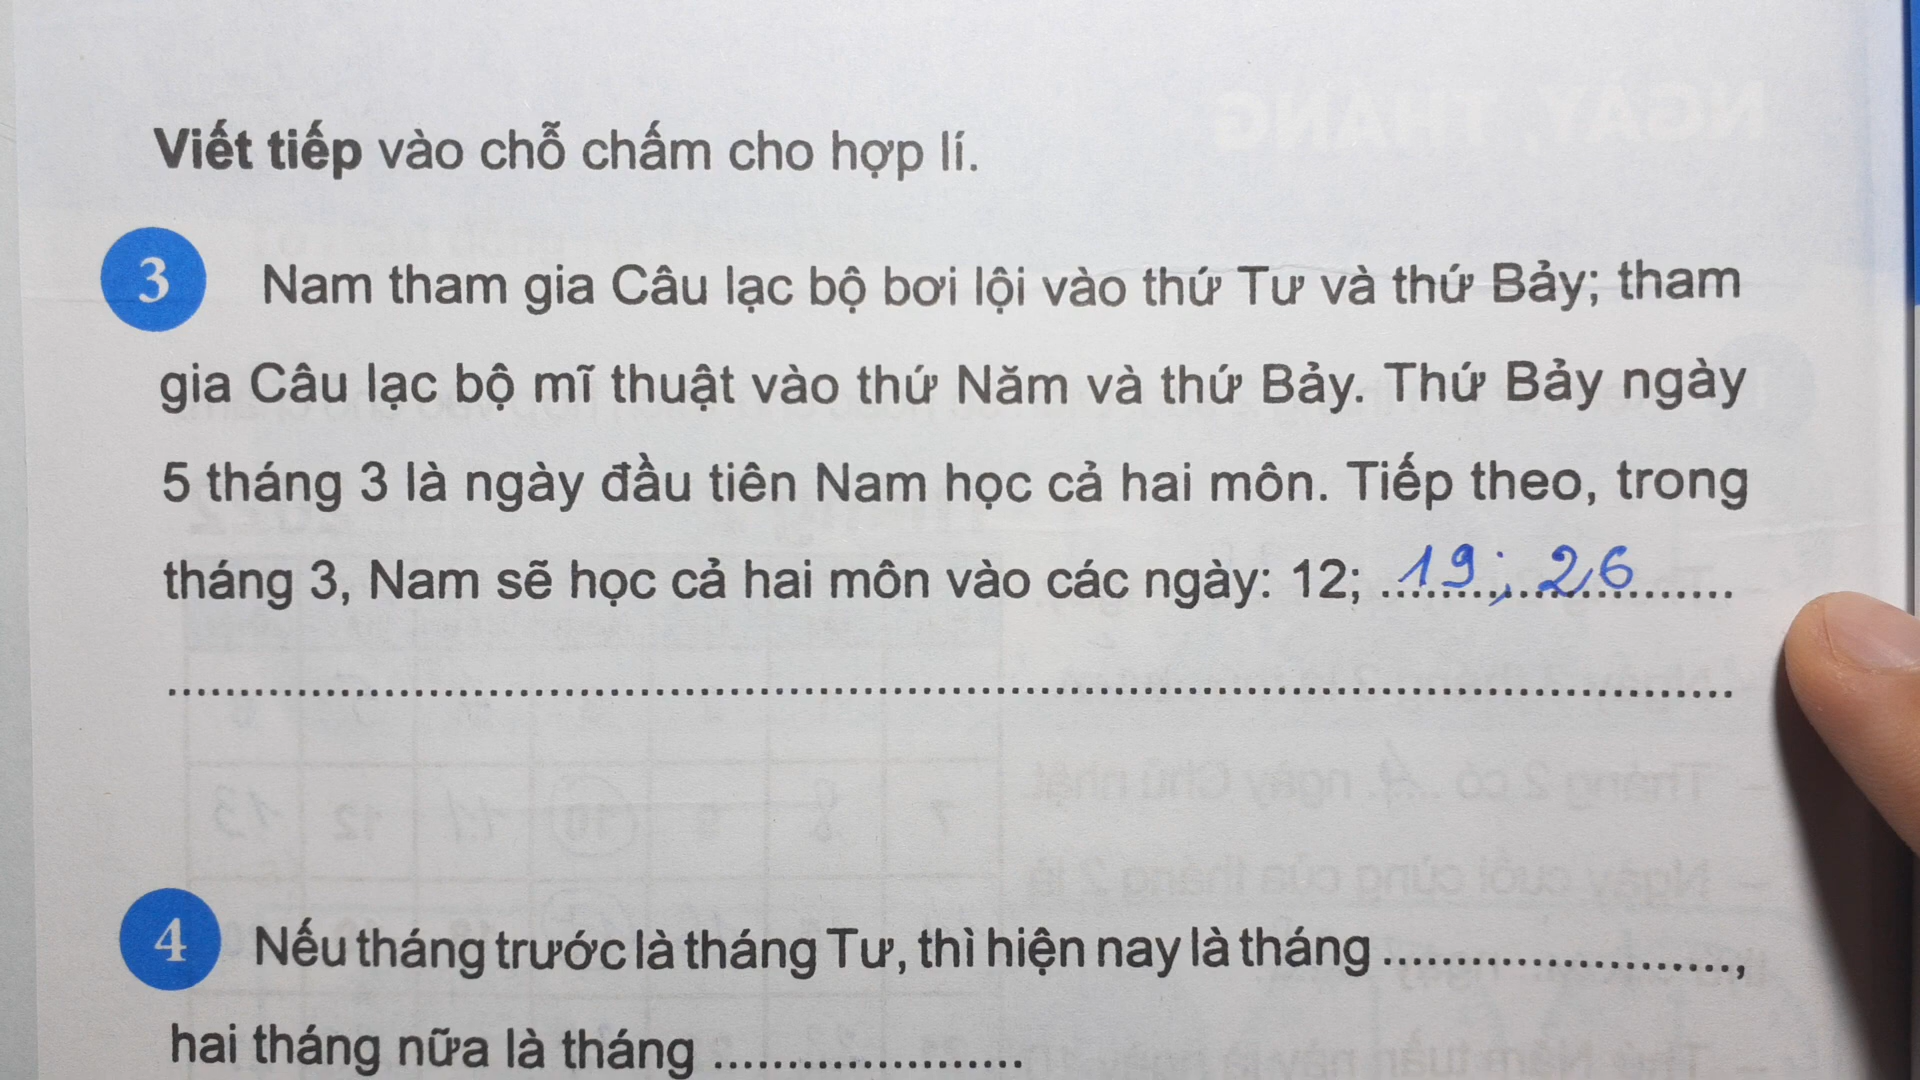 Viết tiếp vào chỗ chấm cho hợp lí.
3 Nam tham gia Câu lạc bộ bơi lội vào thứ Tư và thứ Bảy; tham
gia Câu lạc bộ mĩ thuật vào thứ Năm và thứ Bảy. Thứ Bảy ngày
5 tháng 3 là ngày đầu tiên Nam học cả hai môn. Tiếp theo, trong
tháng 3, Nam sẽ học cả hai môn vào các ngày: 12; 19; 26
4 Nếu tháng trước là tháng Tư, thì hiện nay là tháng ........................,
hai tháng nữa là tháng ......................